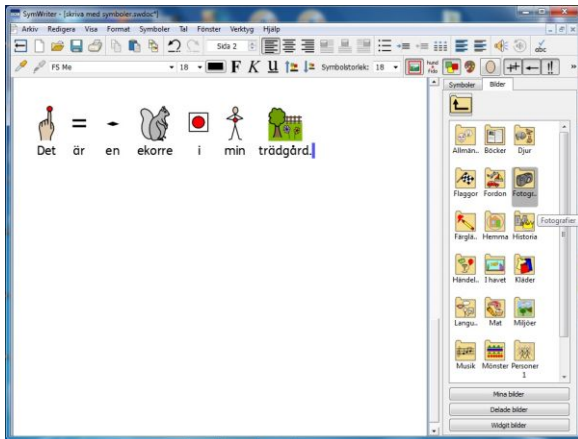 SymWriter - [skriva med symboler.swdoc*]
Arkiv Redigera Visa Format Symboler Tal Fönster Verktyg Hjälp
Sida 2
abc
FS Me 18 F K U Symbolstorlek: 18
Symboler Bilder
Det är en ekorre i min trädgård.
Allmän.. Böcker Djur
Flaggor Fordon Fotogr..
Fotografier
Färglä.. Hemma Historia
Händel.. I havet Kläder
Langu.. Mat Miljöer
Musik Mönster Personer 1
Mina bilder
Delade bilder
Widgit bilder